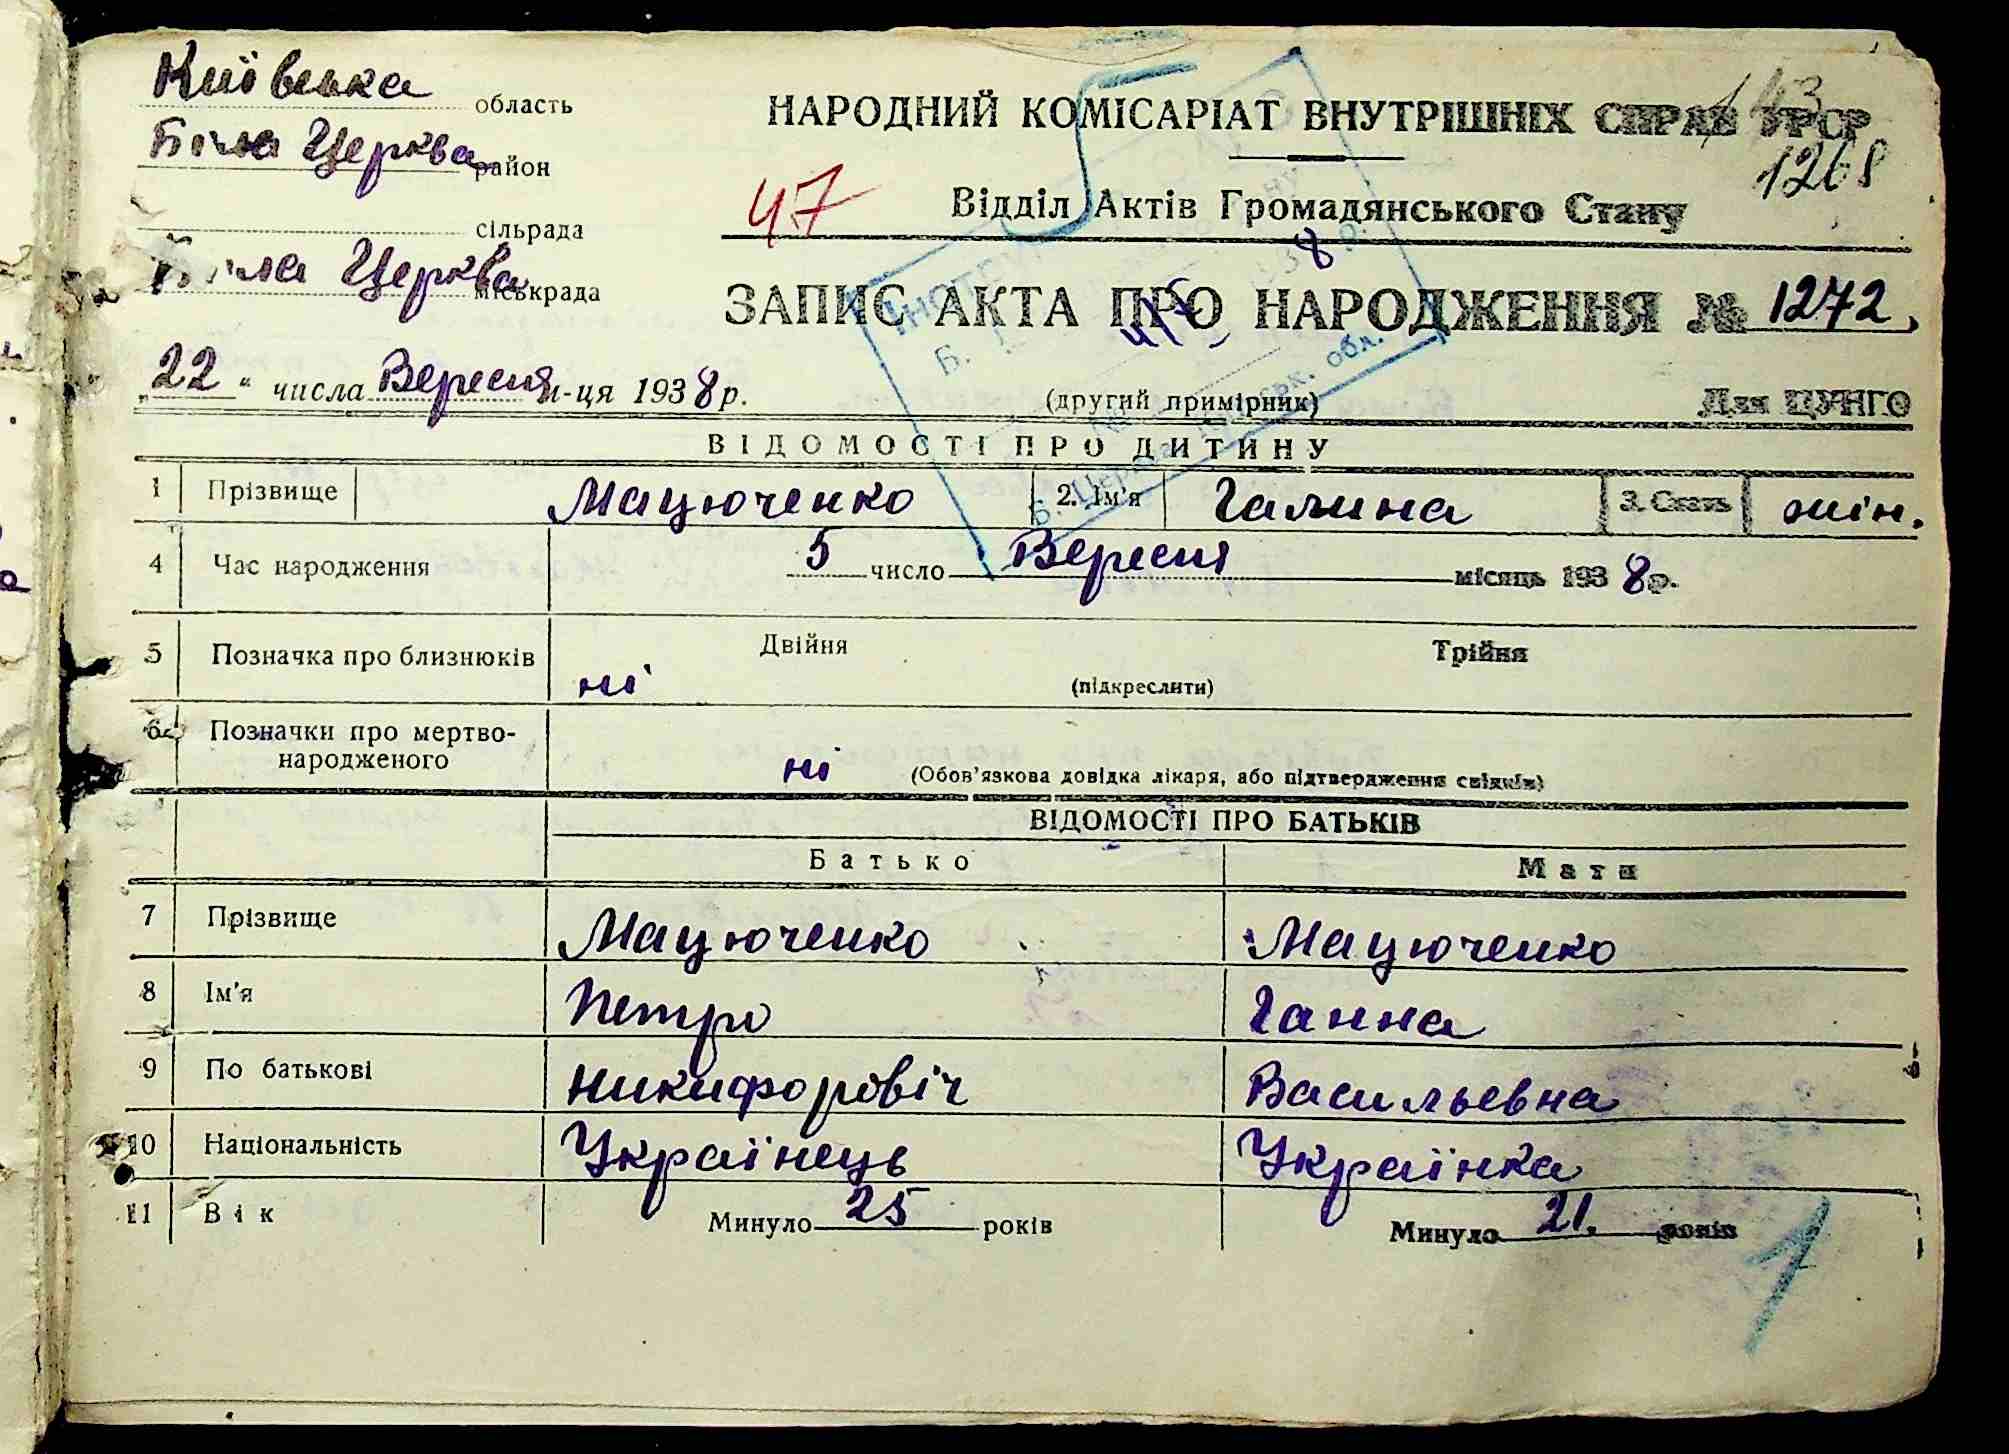 Київська область
Біла Церква район
сільрада
Біла Церква міськрада
НАРОДНИЙ КОМІСАРІАТ ВНУТРІШНІХ СПРАВ УРСР
143
1268
47
5
Відділ Актів Громадянського Стану
ЗАПИС АКТА ПРО НАРОДЖЕННЯ № 1272
„22" числа Вересня м-ця 1938 р.
(другий примірник)
Для ЦУНГО
ВІДОМОСТІ ПРО ДИТИНУ
1 Прізвище Мацюченко 2. Ім'я Галина 3. Стать жін.
4 Час народження 5 число Вересня місяць 1938 р.
5 Позначка про близнюків ні Двійня Трійня
(підкреслити)
6 Позначки про мертво-
народженого ні (Обов'язкова довідка лікаря, або підтвердження свідків)
ВІДОМОСТІ ПРО БАТЬКІВ
Батько Мати
7 Прізвище Мацюченко Мацюченко
8 Ім'я Петро Ганна
9 По батькові Никифоровіч Васильевна
10 Національність Українець Українка
11 Вік Минуло 25 років Минуло 21. років
1